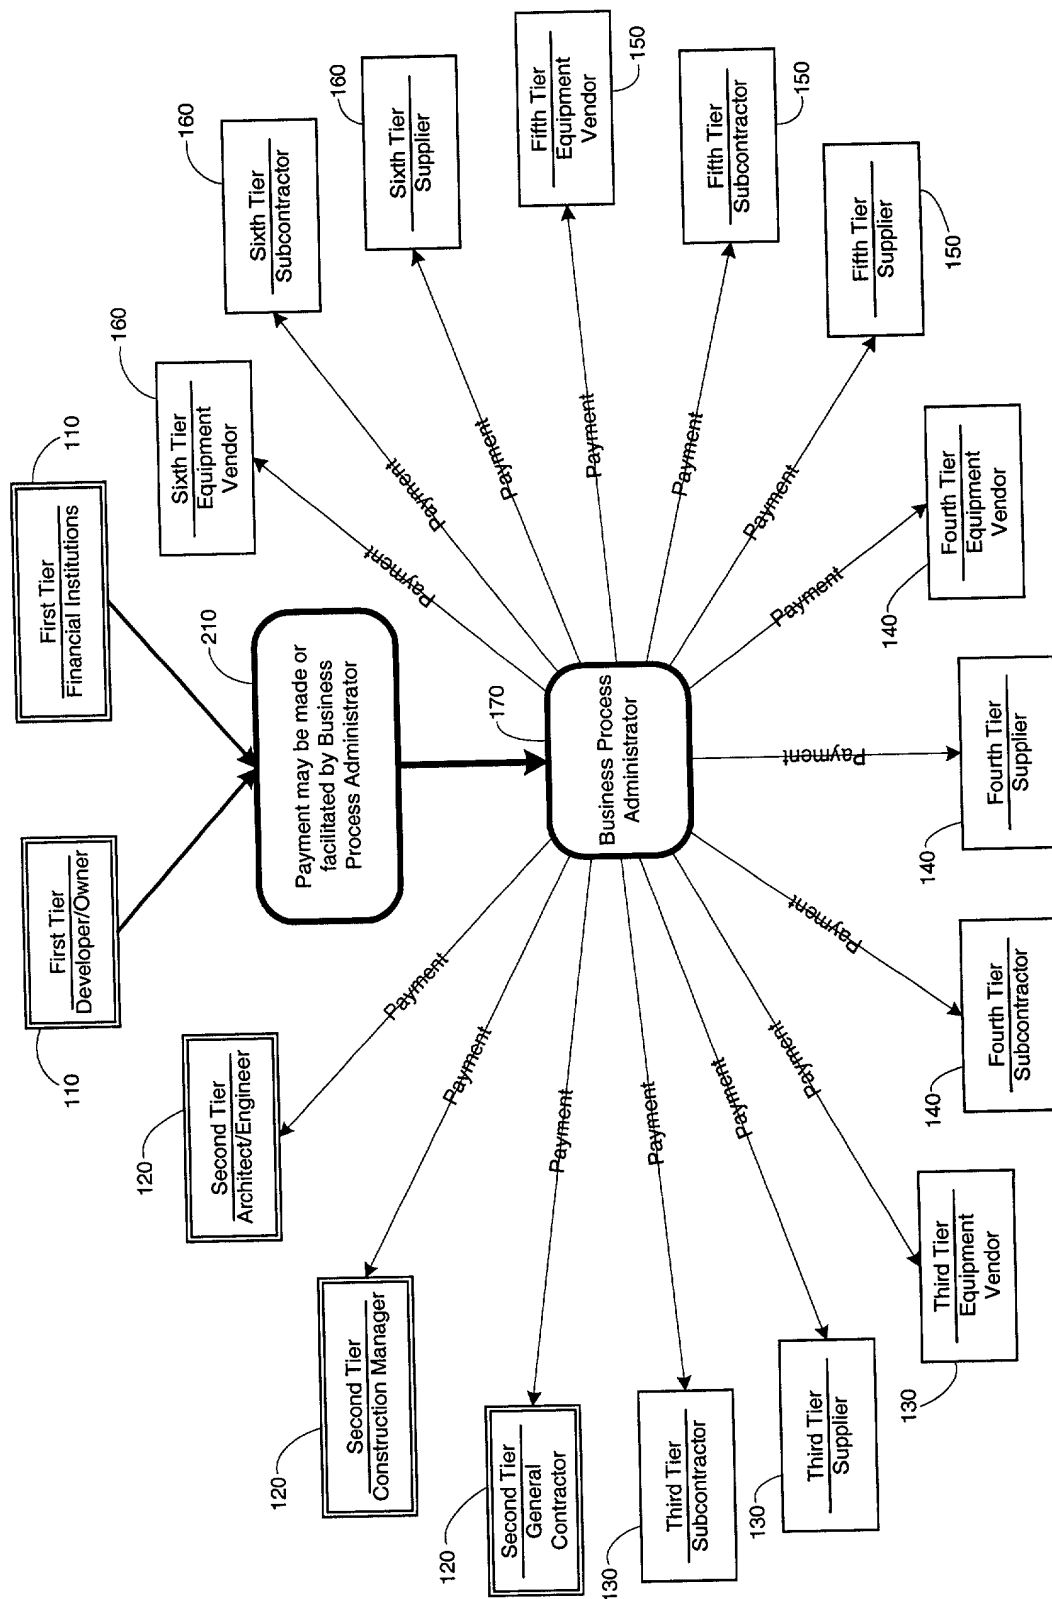 110
First Tier
Developer/Owner
First Tier
Financial Institutions
110
210
Payment may be made or
facilitated by Business
Process Administrator
170
Business Process
Administrator
120
Second Tier
Architect/Engineer
Payment
120
Second Tier
Construction Manager
Payment
120
Second Tier
General
Contractor
Payment
130
Third Tier
Subcontractor
Payment
130
Third Tier
Supplier
Payment
130
Third Tier
Equipment
Vendor
Payment
140
Fourth Tier
Subcontractor
Payment
140
Fourth Tier
Supplier
Payment
140
Fourth Tier
Equipment
Vendor
Payment
150
Fifth Tier
Supplier
Payment
150
Fifth Tier
Subcontractor
Payment
150
Fifth Tier
Equipment
Vendor
Payment
160
Sixth Tier
Supplier
Payment
160
Sixth Tier
Subcontractor
Payment
160
Sixth Tier
Equipment
Vendor
Payment